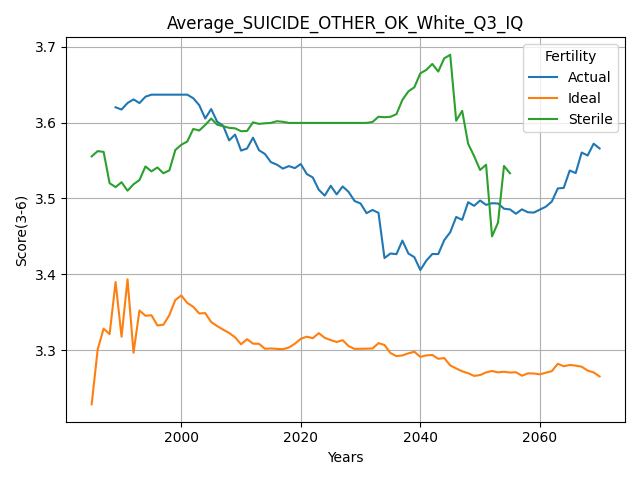 Average_SUICIDE_OTHER_OK_White_Q3_IQ
3.7
3.6
3.5
3.4
3.3
Score(3-6)
Fertility
Actual
Ideal
Sterile
2000
2020
2040
2060
Years